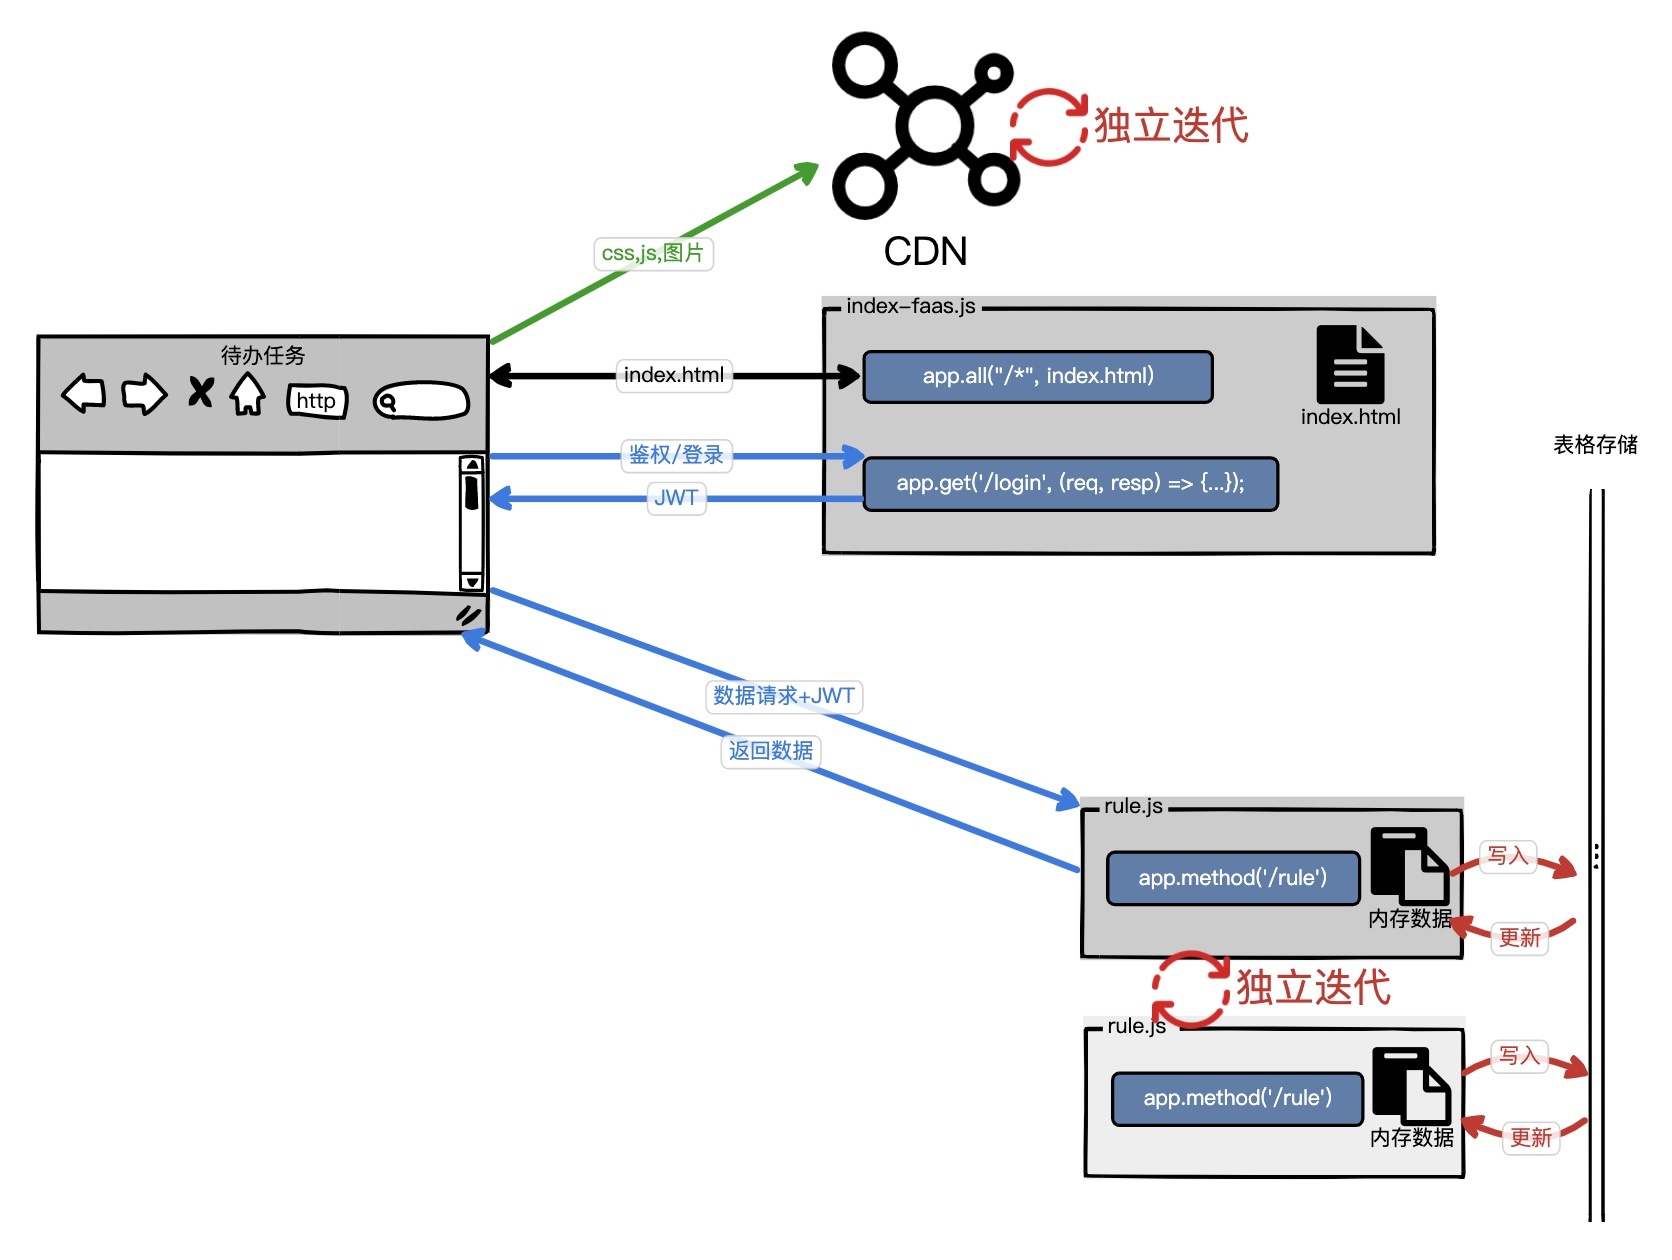 独立迭代
CDN
css,js,图片
index-faas.js
待办任务
http
index.html
app.all("/*", index.html)
index.html
表格存储
鉴权/登录
app.get('/login', (req, resp) => {...});
JWT
数据请求+JWT
返回数据
rule.js
app.method('/rule')
内存数据
写入
更新
独立迭代
rule.js
app.method('/rule')
内存数据
写入
更新